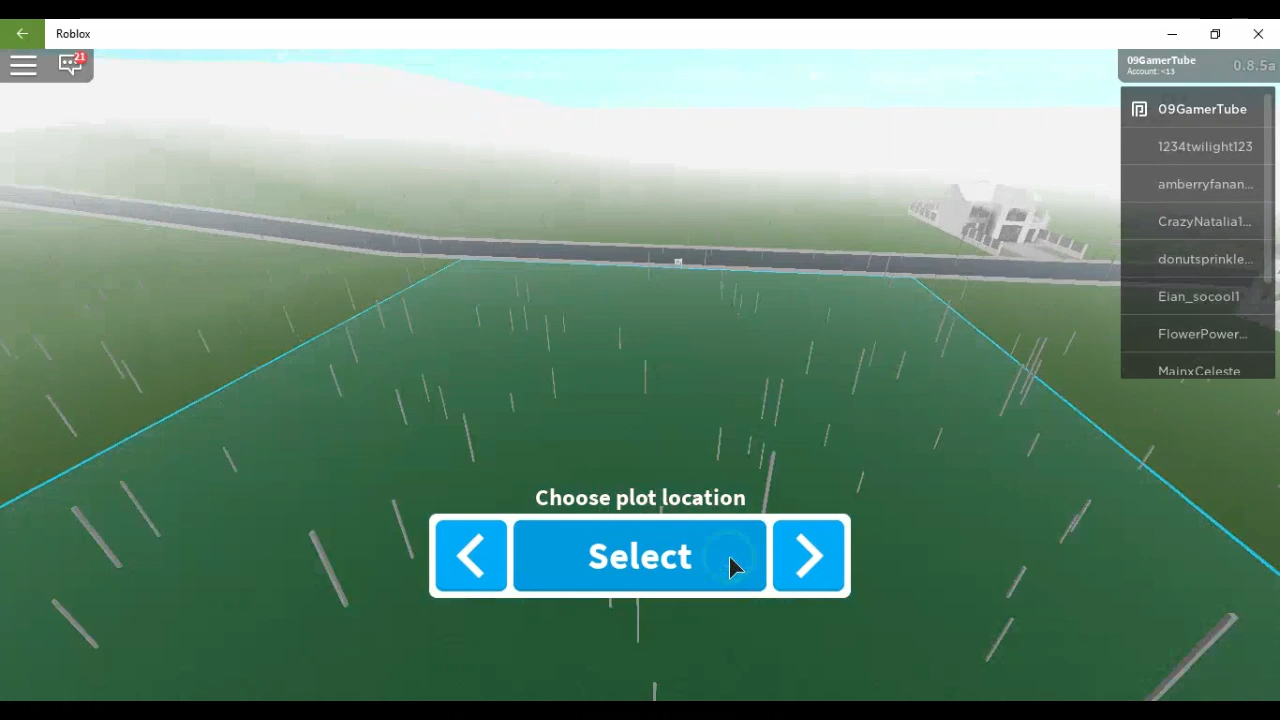 Roblox
21
09GamerTube
Account: <13
0.8.5a
09GamerTube
1234twilight123
amberryfanan...
CrazyNatalia1...
donutsprinkle...
Eian_socool1
FlowerPower...
MainxCeleste
Choose plot location
Select